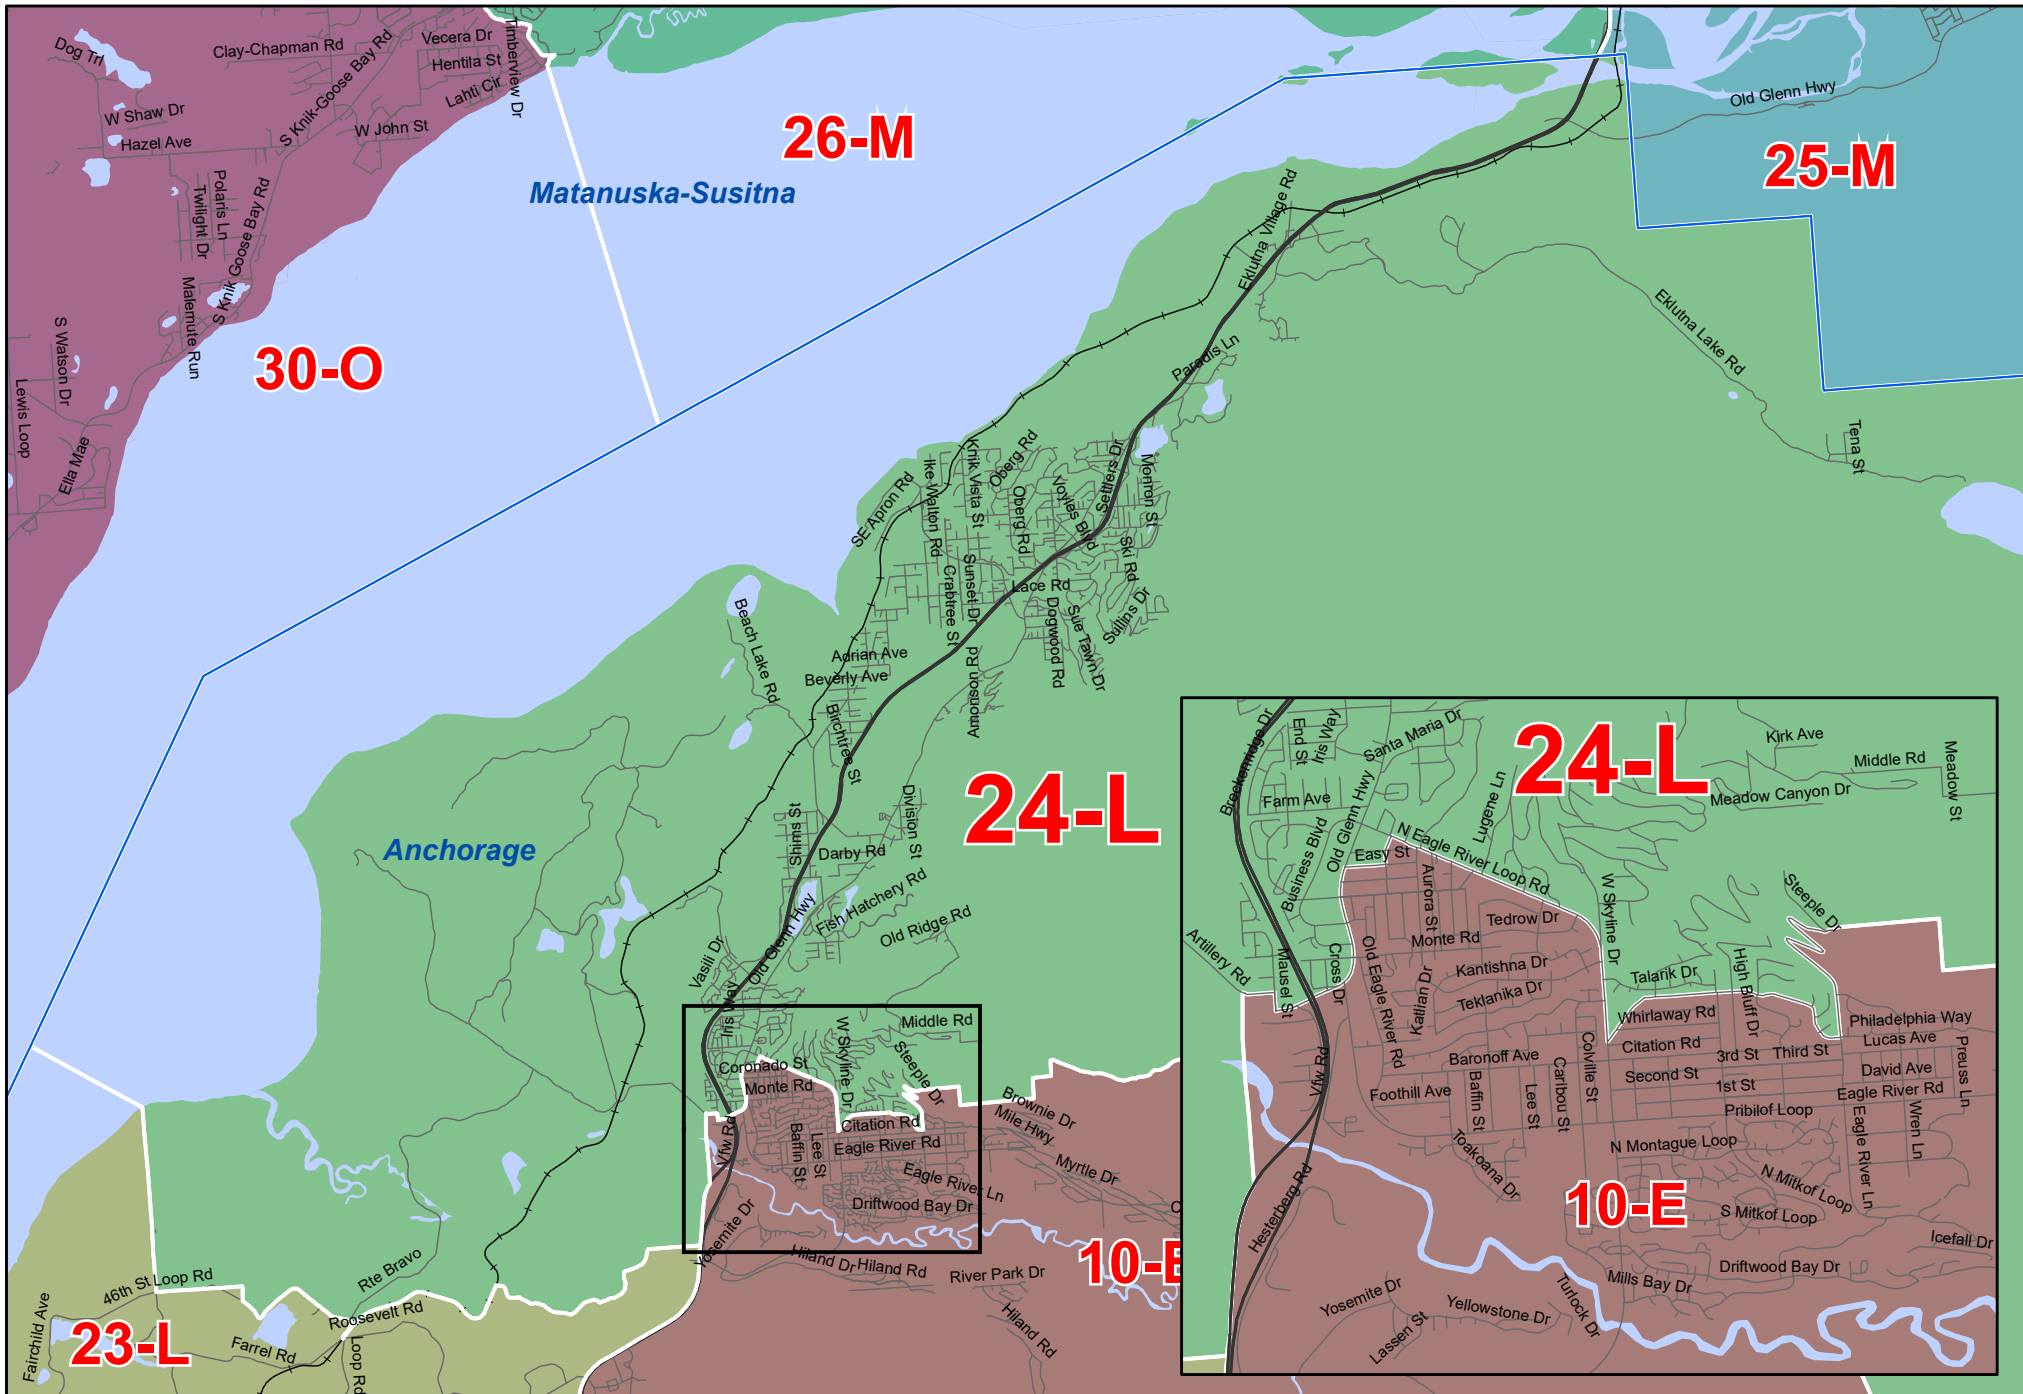 Dog Trl
Clay-Chapman Rd
Vecera Dr
Timberview Dr
Hentila St
Lahti Cir
S Knik-Goose Bay Rd
W Shaw Dr
W John St
Hazel Ave
Polaris Ln
Twilight Dr
S Knik Goose Bay Rd
Malemute Run
S Watson Dr
Lewis Loop
Ella Mae
30-O
26-M
Matanuska-Susitna
25-M
Old Glenn Hwy
Eklutna Village Rd
Eklutna Lake Rd
Paradis Ln
Tena St
Settlers Dr
Monron St
Oberg Rd
Knik Vista St
Ike Walton Rd
SE Apron Rd
Oberg Rd
Voyles Blvd
Ski Rd
Sunset Dr
Crabtree St
Lace Rd
Dogwood Rd
Sue Tawn Dr
Sullins Dr
Beach Lake Rd
Adrian Ave
Beverly Ave
Amonson Rd
Birchtree St
24-L
Anchorage
Division St
Shims St
Darby Rd
Fish Hatchery Rd
Old Ridge Rd
Old Glenn Hwy
Vasili Dr
Iris Way
Middle Rd
W Skyline Dr
Steeple Dr
Coronado St
Monte Rd
Citation Rd
Brownie Dr
Mile Hwy
Vfw Rd
Baffin St
Lee St
Eagle River Rd
Myrtle Dr
Eagle River Ln
Driftwood Bay Dr
Yosemite Dr
Hiland Dr
Hiland Rd
River Park Dr
Hiland Rd
10-E
Rte Bravo
46th St Loop Rd
Roosevelt Rd
Fairchild Ave
23-L
Farrel Rd
Loop Rd
24-L
Breckenridge Dr
End St
Iris Way
Santa Maria Dr
Kirk Ave
Middle Rd
Meadow St
Meadow Canyon Dr
Farm Ave
Old Glenn Hwy
Lugene Ln
Business Blvd
N Eagle River Loop Rd
Easy St
Aurora St
W Skyline Dr
Steeple Dr
Tedrow Dr
Artillery Rd
Mausel St
Cross Dr
Old Eagle River Rd
Monte Rd
Kantishna Dr
Katlian Dr
Teklanika Dr
Talarik Dr
High Bluff Dr
Whirlaway Rd
Philadelphia Way
Citation Rd
3rd St
Third St
Lucas Ave
Preuss Ln
Vfw Rd
Baronoff Ave
Colville St
Caribou St
Second St
1st St
David Ave
Eagle River Rd
Foothill Ave
Baffin St
Lee St
Pribilof Loop
Wren Ln
Eagle River Ln
Toakoana Dr
N Montague Loop
N Mitkof Loop
10-E
S Mitkof Loop
Hesterberg Rd
Icefall Dr
Driftwood Bay Dr
Mills Bay Dr
Turlock Dr
Yosemite Dr
Yellowstone Dr
Lassen St